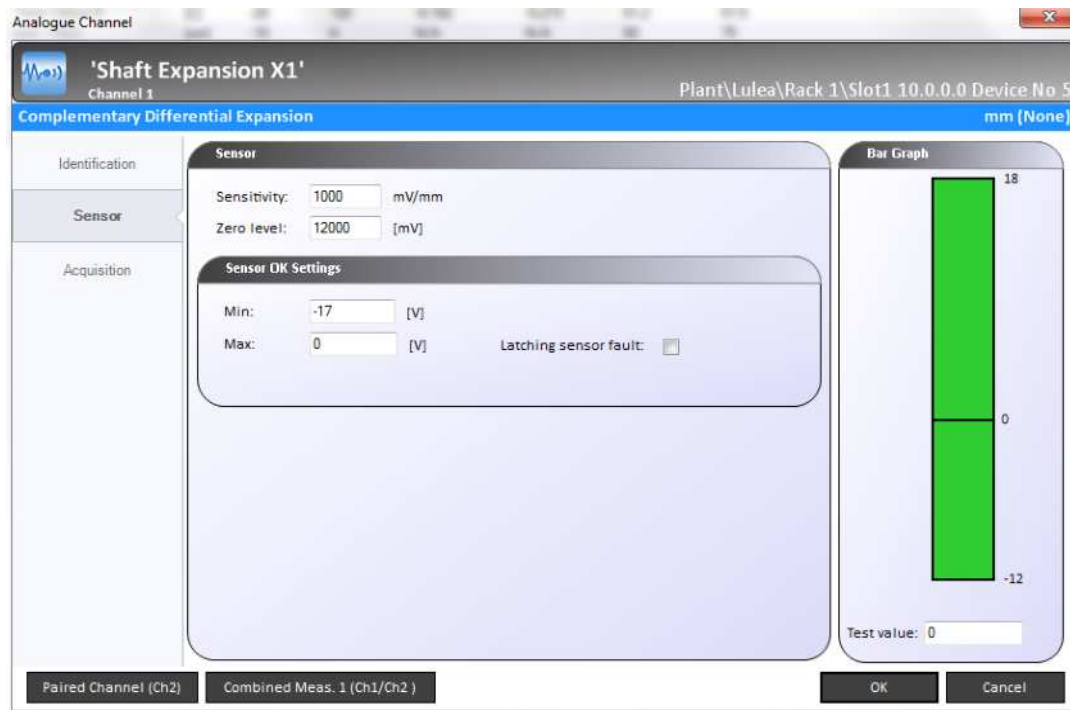 Analogue Channel
'Shaft Expansion X1'
Channel 1
Plant\Lulea\Rack 1\Slot1 10.0.0.0 Device No 5
Complementary Differential Expansion
mm (None)
Identification
Sensor
Acquisition
Sensor
Sensitivity: 1000 mV/mm
Zero level: 12000 [mV]
Sensor OK Settings
Min: -17 [V]
Max: 0 [V] Latching sensor fault:
Bar Graph
18
0
-12
Test value: 0
Paired Channel (Ch2)
Combined Meas. 1 (Ch1/Ch2 )
OK
Cancel